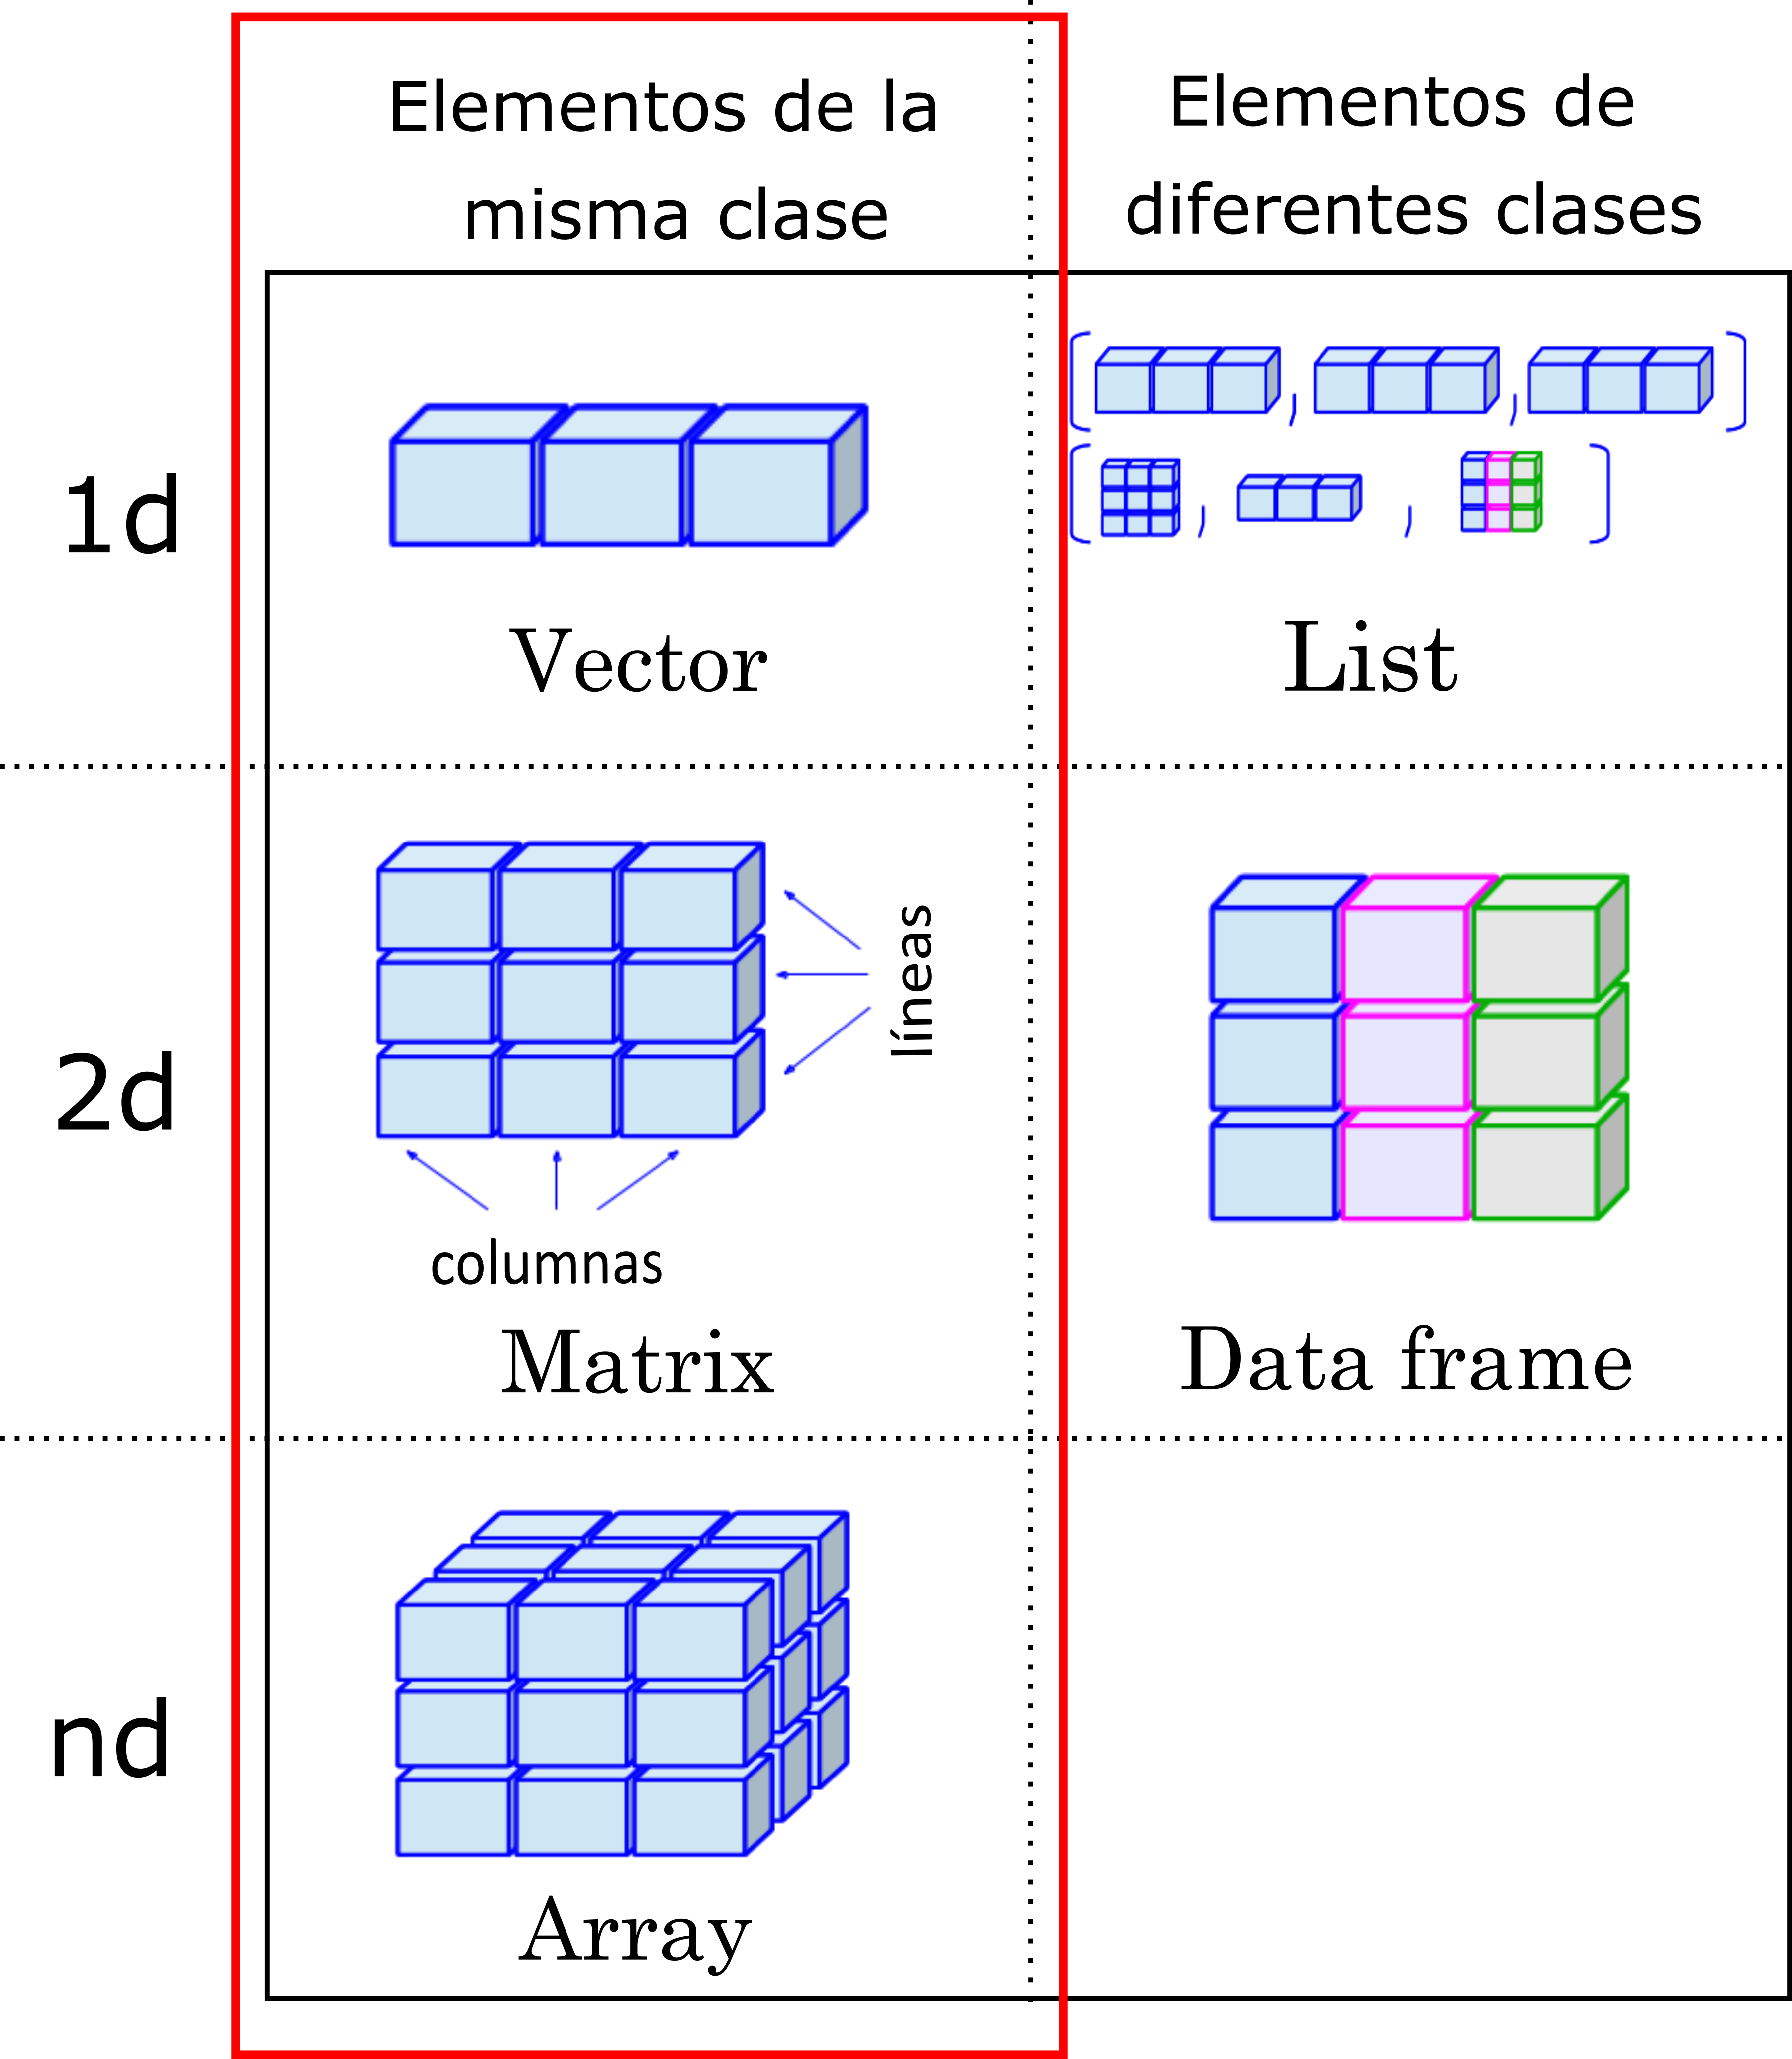 Elementos de la
misma clase
Elementos de
diferentes clases
1d
Vector
List
2d
líneas
columnas
Matrix
Data frame
nd
Array